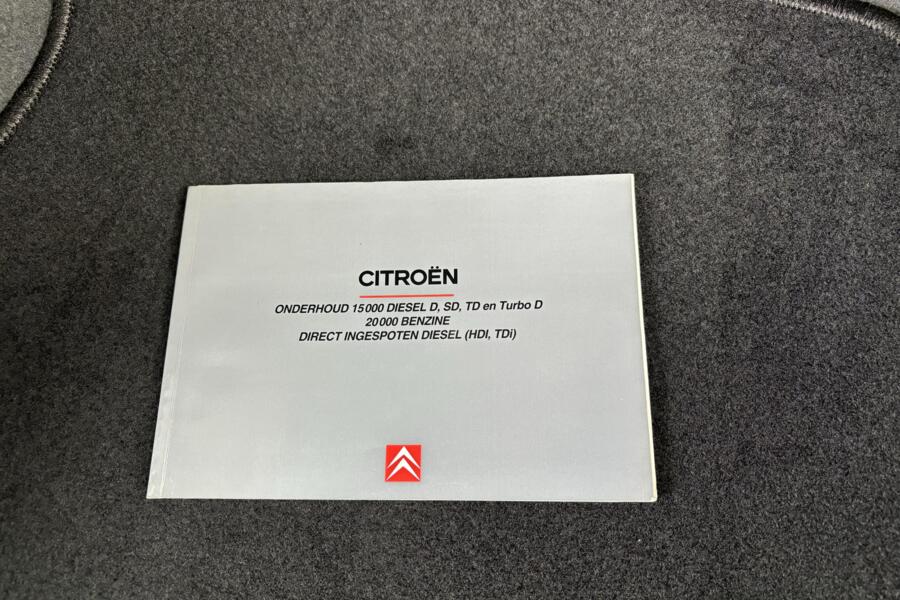 CITROËN
ONDERHOUD 15000 DIESEL D, SD, TD en Turbo D
20000 BENZINE
DIRECT INGESPOTEN DIESEL (HDI, TDi)